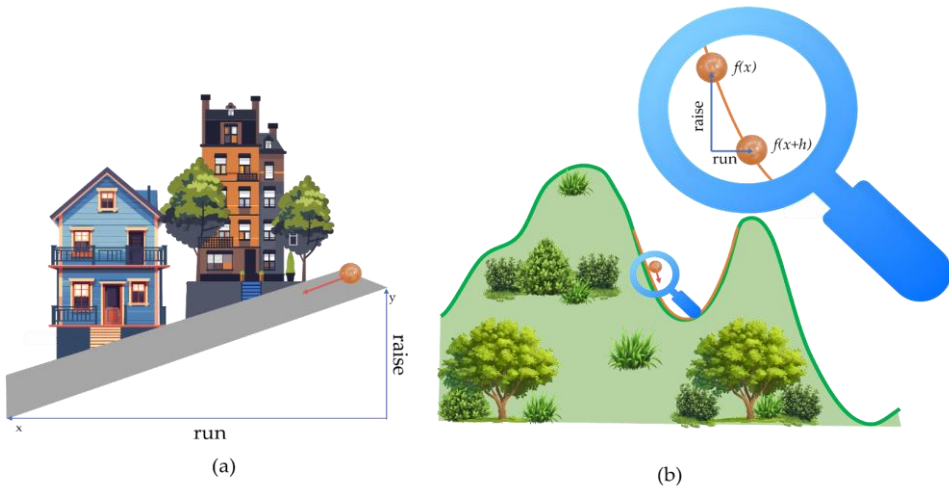 y
raise
x
run
(a)
f(x)
raise
run
f(x+h)
(b)